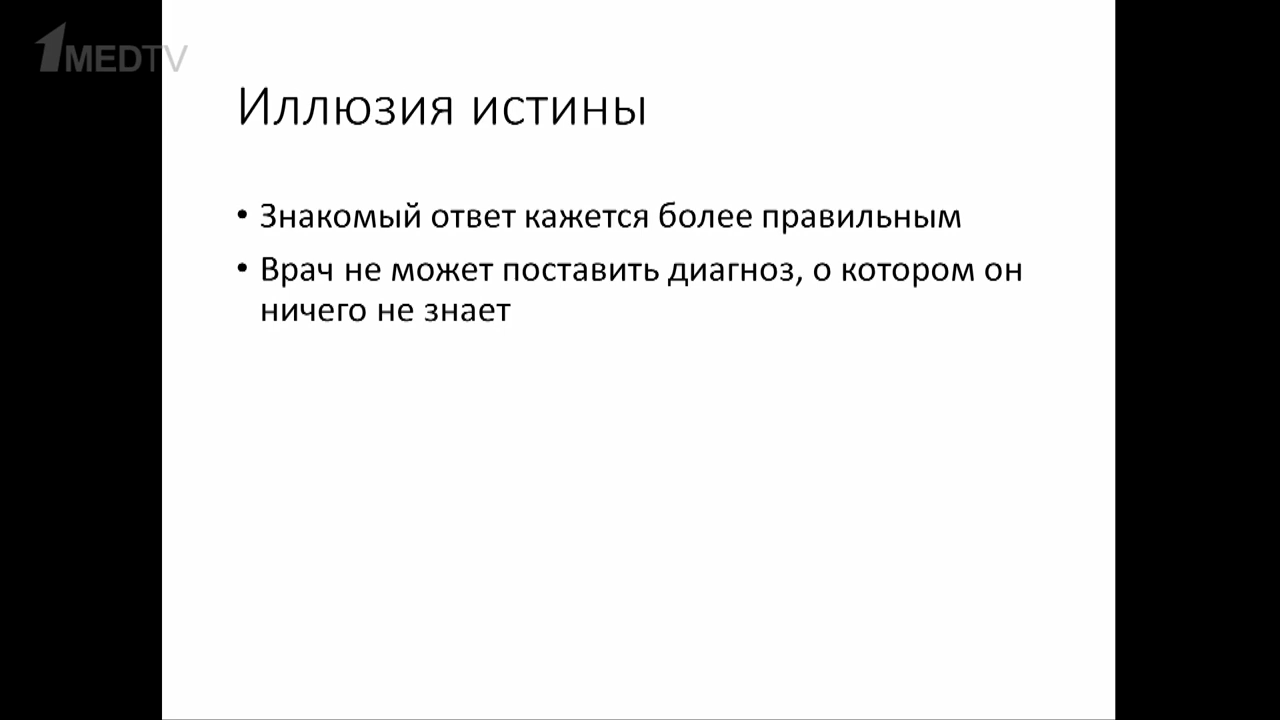 1MEDTV
Иллюзия истины
• Знакомый ответ кажется более правильным
• Врач не может поставить диагноз, о котором он
ничего не знает